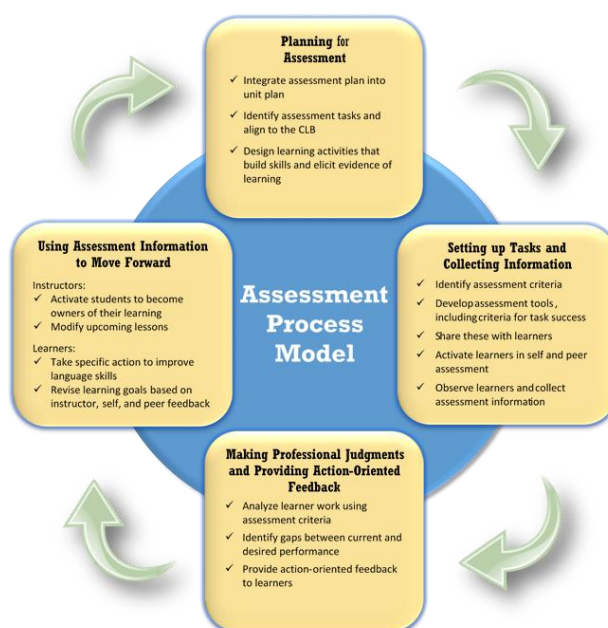 Planning for
Assessment
✓ Integrate assessment plan into
unit plan
✓ Identify assessment tasks and
align to the CLB
✓ Design learning activities that
build skills and elicit evidence of
learning
Setting up Tasks and
Collecting Information
✓ Identify assessment criteria
✓ Develop assessment tools,
including criteria for task success
✓ Share these with learners
✓ Activate learners in self and peer
assessment
✓ Observe learners and collect
assessment information
Making Professional Judgments
and Providing Action-Oriented
Feedback
✓ Analyze learner work using
assessment criteria
✓ Identify gaps between current and
desired performance
✓ Provide action-oriented feedback
to learners
Using Assessment Information
to Move Forward
Instructors:
✓ Activate students to become
owners of their learning
✓ Modify upcoming lessons
Learners:
✓ Take specific action to improve
language skills
✓ Revise learning goals based on
instructor, self, and peer feedback
Assessment
Process
Model